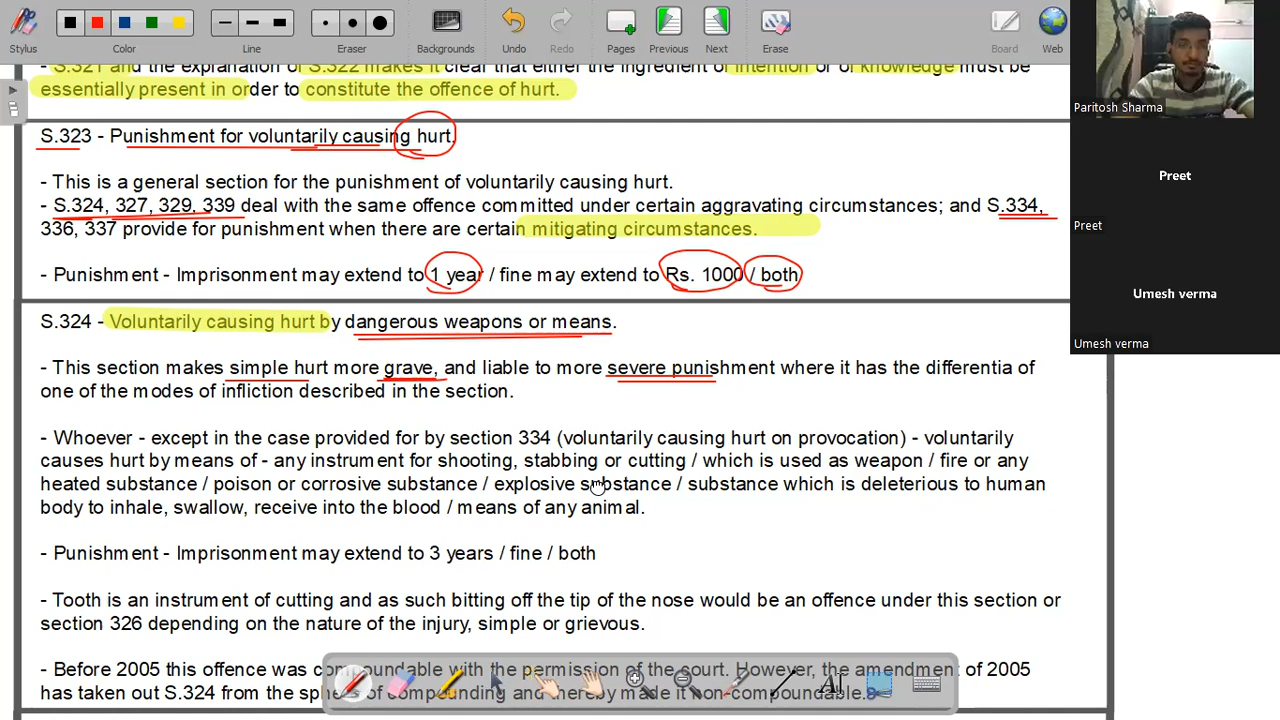 Stylus
Color
Line
Eraser
Backgrounds
Undo
Redo
Pages
Previous
Next
Erase
Board
Web
- S.321 and the explanation of S.322 makes it clear that either the ingredient of intention or of knowledge must be
essentially present in order to constitute the offence of hurt.
S.323 - Punishment for voluntarily causing hurt.
- This is a general section for the punishment of voluntarily causing hurt.
- S.324, 327, 329, 339 deal with the same offence committed under certain aggravating circumstances; and S.334,
336, 337 provide for punishment when there are certain mitigating circumstances.
- Punishment - Imprisonment may extend to 1 year / fine may extend to Rs. 1000 / both
S.324 - Voluntarily causing hurt by dangerous weapons or means.
- This section makes simple hurt more grave, and liable to more severe punishment where it has the differentia of
one of the modes of infliction described in the section.
- Whoever - except in the case provided for by section 334 (voluntarily causing hurt on provocation) - voluntarily
causes hurt by means of - any instrument for shooting, stabbing or cutting / which is used as weapon / fire or any
heated substance / poison or corrosive substance / explosive substance / substance which is deleterious to human
body to inhale, swallow, receive into the blood / means of any animal.
- Punishment - Imprisonment may extend to 3 years / fine / both
- Tooth is an instrument of cutting and as such bitting off the tip of the nose would be an offence under this section or
section 326 depending on the nature of the injury, simple or grievous.
- Before 2005 this offence was compoundable with the permission of the court. However, the amendment of 2005
has taken out S.324 from the sphere of compounding and thereby made it non-compoundable.
Paritosh Sharma
Preet
Preet
Umesh verma
Umesh verma